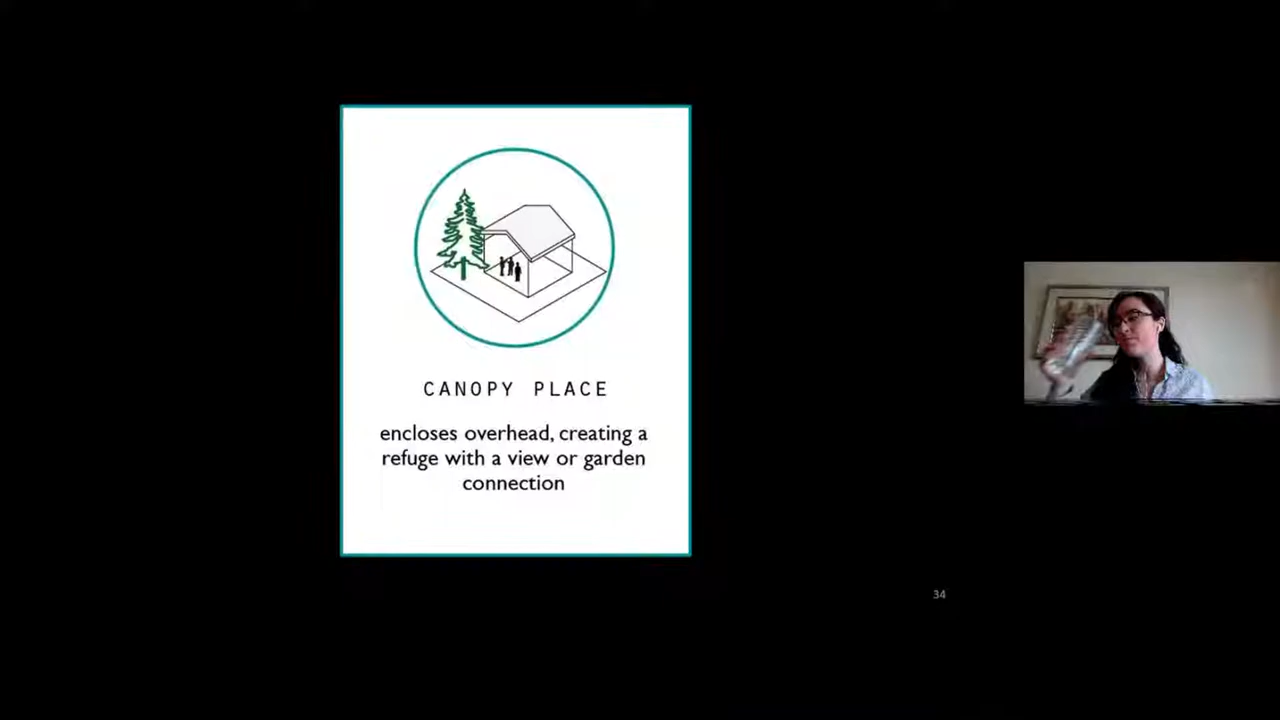 CANOPY PLACE
encloses overhead, creating a
refuge with a view or garden
connection
34